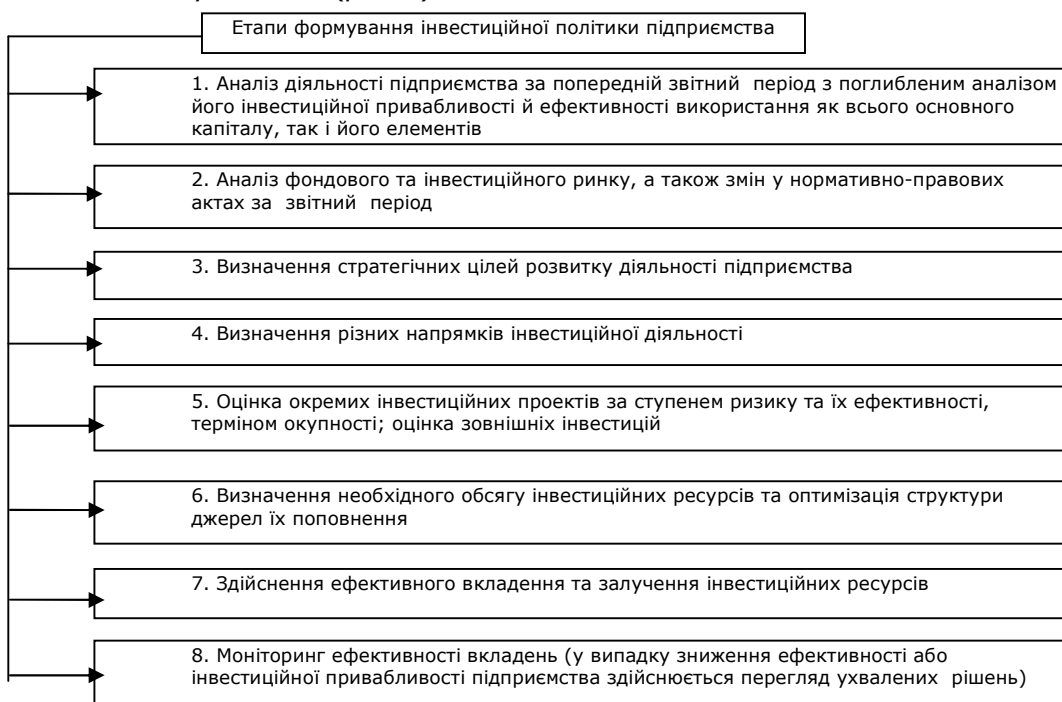 Етапи формування інвестиційної політики підприємства
1. Аналіз діяльності підприємства за попередній звітний період з поглибленим аналізом
його інвестиційної привабливості й ефективності використання як всього основного
капіталу, так і його елементів
2. Аналіз фондового та інвестиційного ринку, а також змін у нормативно-правових
актах за звітний період
3. Визначення стратегічних цілей розвитку діяльності підприємства
4. Визначення різних напрямків інвестиційної діяльності
5. Оцінка окремих інвестиційних проектів за ступенем ризику та їх ефективності,
терміном окупності; оцінка зовнішніх інвестицій
6. Визначення необхідного обсягу інвестиційних ресурсів та оптимізація структури
джерел їх поповнення
7. Здійснення ефективного вкладення та залучення інвестиційних ресурсів
8. Моніторинг ефективності вкладень (у випадку зниження ефективності або
інвестиційної привабливості підприємства здійснюється перегляд ухвалених рішень)